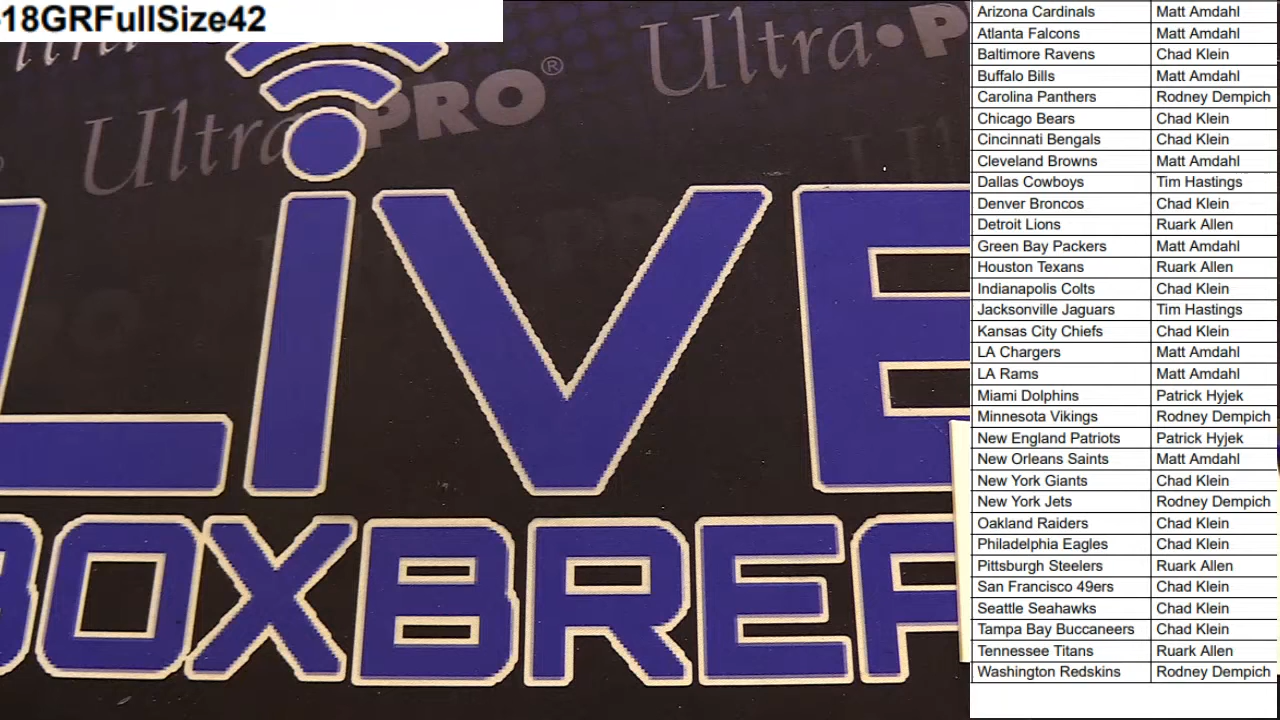 -18GRFullSize42
Ultra PRO®
Ultra•P
LiVE
BOXBREA
Arizona Cardinals Matt Amdahl
Atlanta Falcons Matt Amdahl
Baltimore Ravens Chad Klein
Buffalo Bills Matt Amdahl
Carolina Panthers Rodney Dempich
Chicago Bears Chad Klein
Cincinnati Bengals Chad Klein
Cleveland Browns Matt Amdahl
Dallas Cowboys Tim Hastings
Denver Broncos Chad Klein
Detroit Lions Ruark Allen
Green Bay Packers Matt Amdahl
Houston Texans Ruark Allen
Indianapolis Colts Chad Klein
Jacksonville Jaguars Tim Hastings
Kansas City Chiefs Chad Klein
LA Chargers Matt Amdahl
LA Rams Matt Amdahl
Miami Dolphins Patrick Hyjek
Minnesota Vikings Rodney Dempich
New England Patriots Patrick Hyjek
New Orleans Saints Matt Amdahl
New York Giants Chad Klein
New York Jets Rodney Dempich
Oakland Raiders Chad Klein
Philadelphia Eagles Chad Klein
Pittsburgh Steelers Ruark Allen
San Francisco 49ers Chad Klein
Seattle Seahawks Chad Klein
Tampa Bay Buccaneers Chad Klein
Tennessee Titans Ruark Allen
Washington Redskins Rodney Dempich